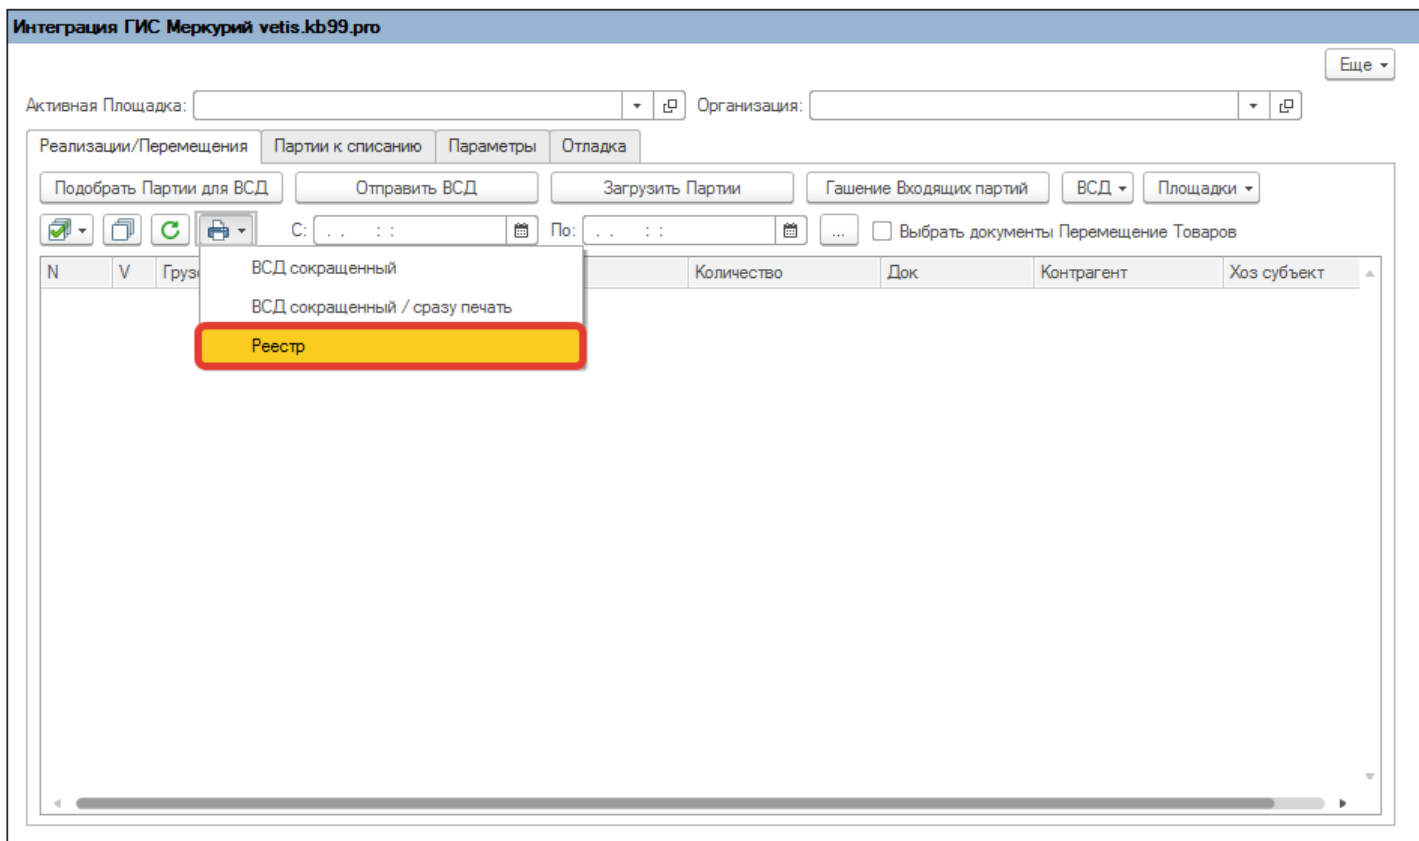 Интеграция ГИС Меркурий vetis.kb99.pro
Еще
Активная Площадка: Организация:
Реализации/Перемещения Партии к списанию Параметры Отладка
Подобрать Партии для ВСД Отправить ВСД Загрузить Партии Гашение Входящих партий ВСД Площадки
С: . . : : По: . . : : ... Выбрать документы Перемещение Товаров
N V Грузо Количество Док Контрагент Хоз субъект
ВСД сокращенный
ВСД сокращенный / сразу печать
Реестр